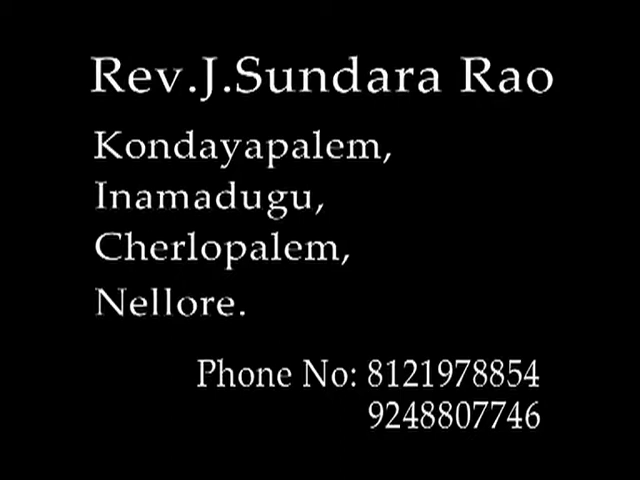 Rev.J.Sundara Rao
Kondayapalem,
Inamadugu,
Cherlopalem,
Nellore.
Phone No: 8121978854
9248807746